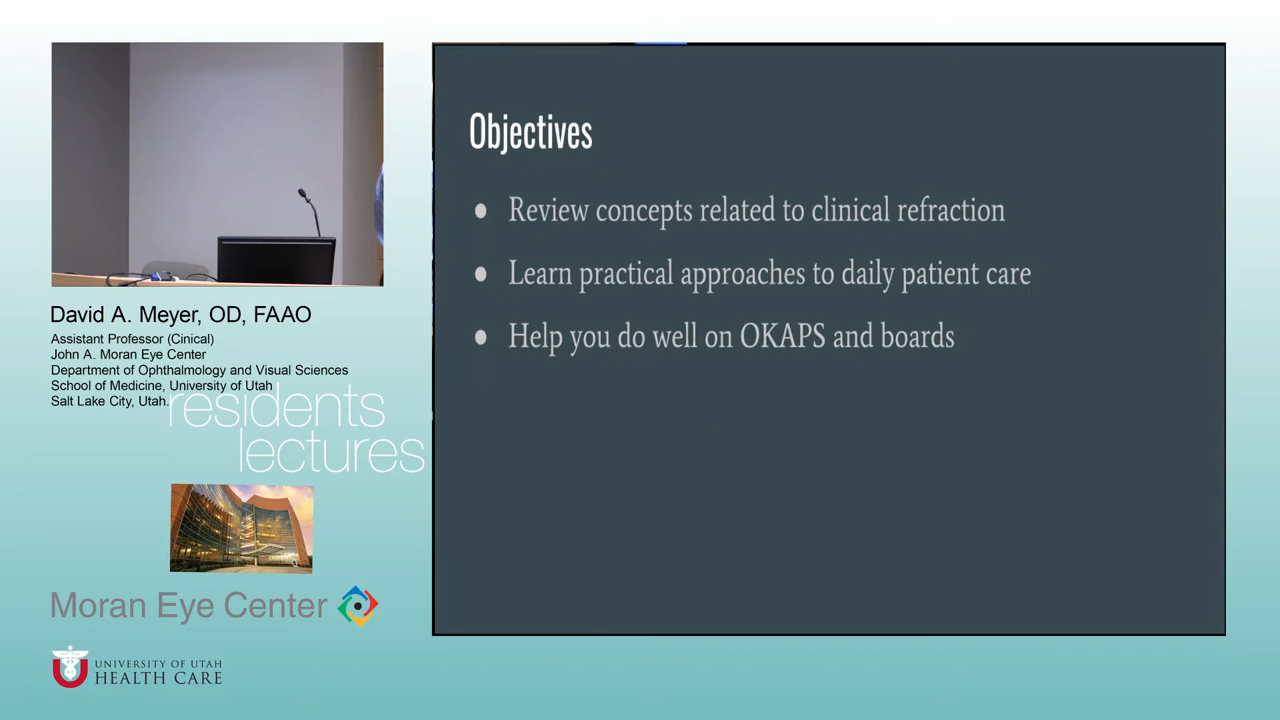 Objectives
• Review concepts related to clinical refraction
• Learn practical approaches to daily patient care
• Help you do well on OKAPS and boards
David A. Meyer, OD, FAAO
Assistant Professor (Cinical)
John A. Moran Eye Center
Department of Ophthalmology and Visual Sciences
School of Medicine, University of Utah
Salt Lake City, Utah.
residents
lectures
Moran Eye Center
UNIVERSITY OF UTAH
HEALTH CARE